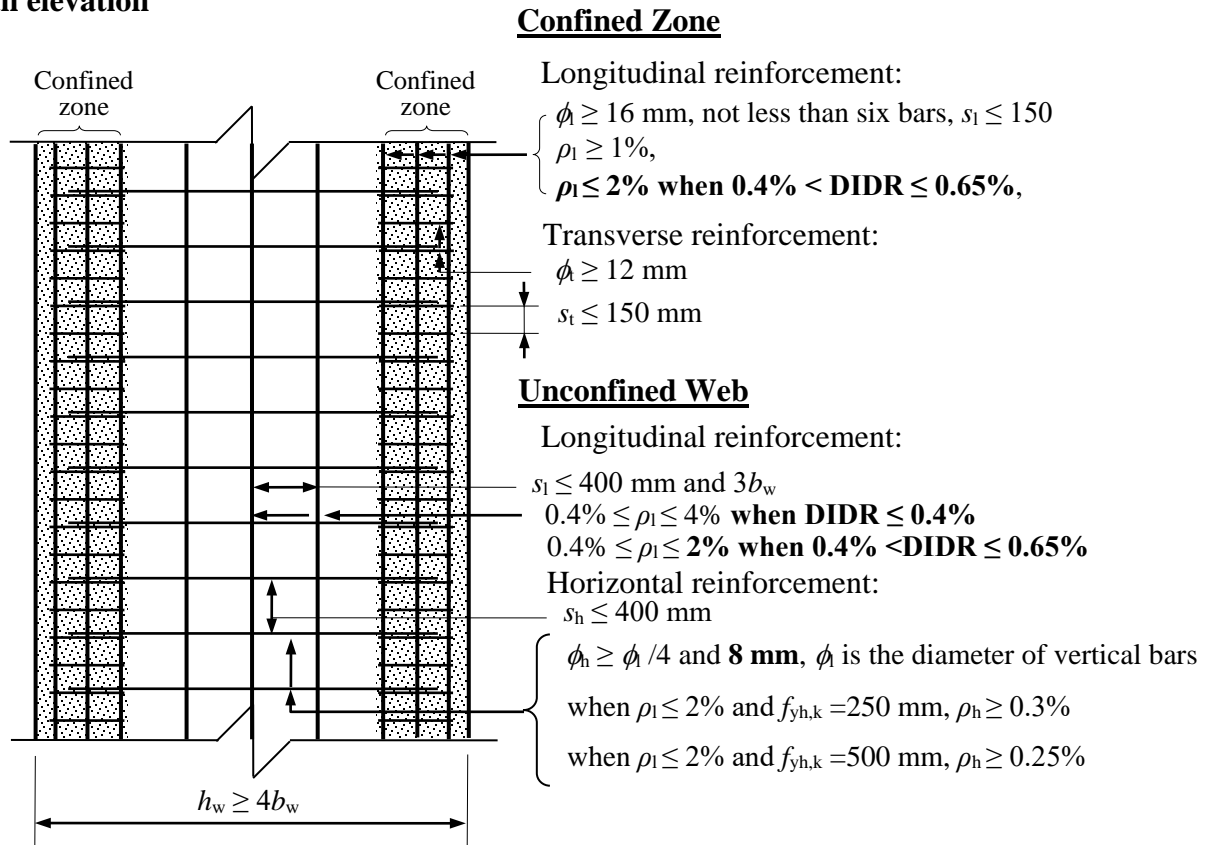 n elevation
Confined Zone
Confined
zone
Confined
zone
Longitudinal reinforcement:
ϕl ≥ 16 mm, not less than six bars, sl ≤ 150
ρl ≥ 1%,
ρl ≤ 2% when 0.4% < DIDR ≤ 0.65%,
Transverse reinforcement:
ϕt ≥ 12 mm
st ≤ 150 mm
Unconfined Web
Longitudinal reinforcement:
sl ≤ 400 mm and 3bw
0.4% ≤ ρl ≤ 4% when DIDR ≤ 0.4%
0.4% ≤ ρl ≤ 2% when 0.4% <DIDR ≤ 0.65%
Horizontal reinforcement:
sh ≤ 400 mm
ϕh ≥ ϕl /4 and 8 mm, ϕl is the diameter of vertical bars
when ρl ≤ 2% and fyh,k =250 mm, ρh ≥ 0.3%
when ρl ≤ 2% and fyh,k =500 mm, ρh ≥ 0.25%
hw ≥ 4bw